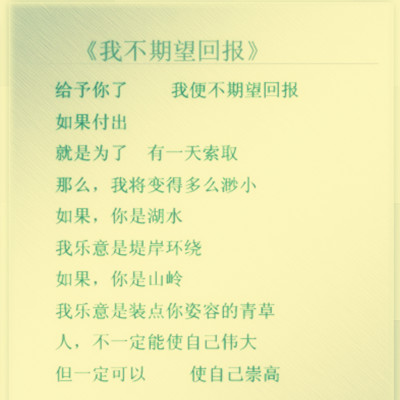 《我不期望回报》
给予你了 我便不期望回报
如果付出
就是为了 有一天索取
那么，我将变得多么渺小
如果，你是湖水
我乐意是堤岸环绕
如果，你是山岭
我乐意是装点你姿容的青草
人，不一定能使自己伟大
但一定可以 使自己崇高